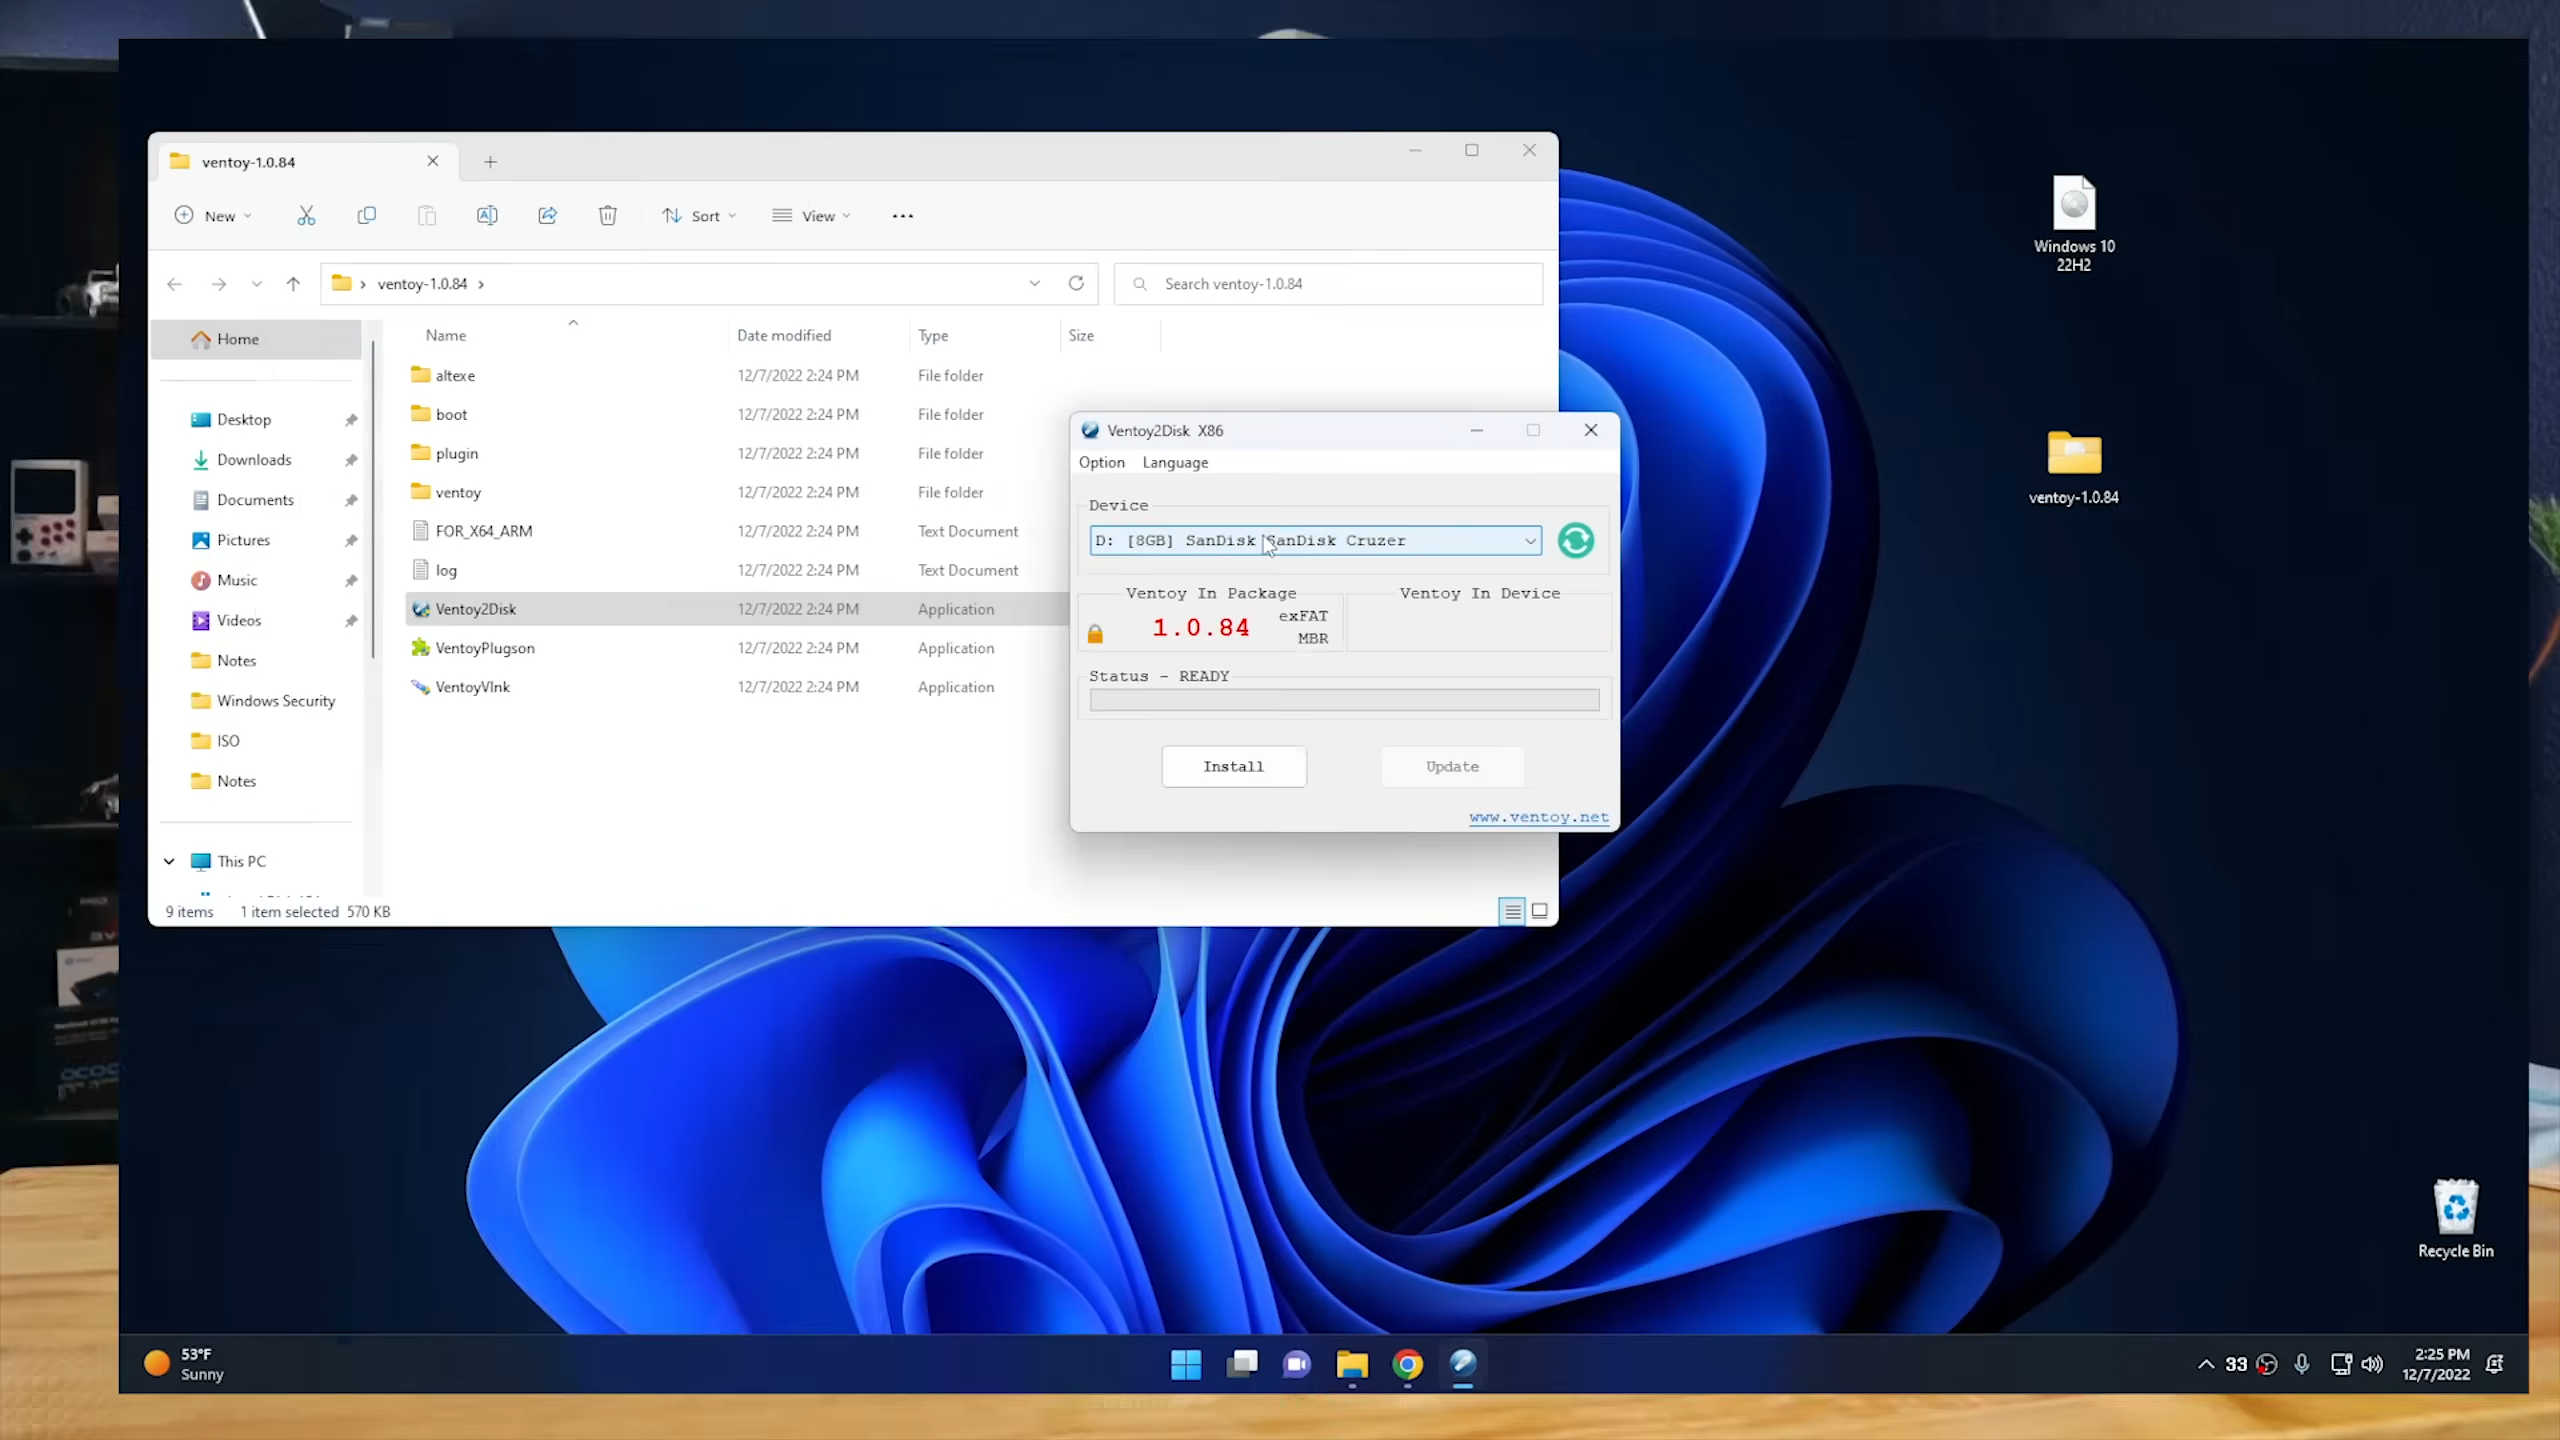 ventoy-1.0.84
New
Sort
View
ventoy-1.0.84
Search ventoy-1.0.84
Home
Desktop
Downloads
Documents
Pictures
Music
Videos
Notes
Windows Security
ISO
Notes
This PC
Name Date modified Type Size
altexe 12/7/2022 2:24 PM File folder
boot 12/7/2022 2:24 PM File folder
plugin 12/7/2022 2:24 PM File folder
ventoy 12/7/2022 2:24 PM File folder
FOR_X64_ARM 12/7/2022 2:24 PM Text Document
log 12/7/2022 2:24 PM Text Document
Ventoy2Disk 12/7/2022 2:24 PM Application
VentoyPlugson 12/7/2022 2:24 PM Application
VentoyVlnk 12/7/2022 2:24 PM Application
9 items 1 item selected 570 KB
Ventoy2Disk X86
Option Language
Device
D: [8GB] SanDisk SanDisk Cruzer
Ventoy In Package Ventoy In Device
1.0.84 exFAT
MBR
Status - READY
Install Update
www.ventoy.net
Windows 10
22H2
ventoy-1.0.84
Recycle Bin
53°F
Sunny
33
2:25 PM
12/7/2022